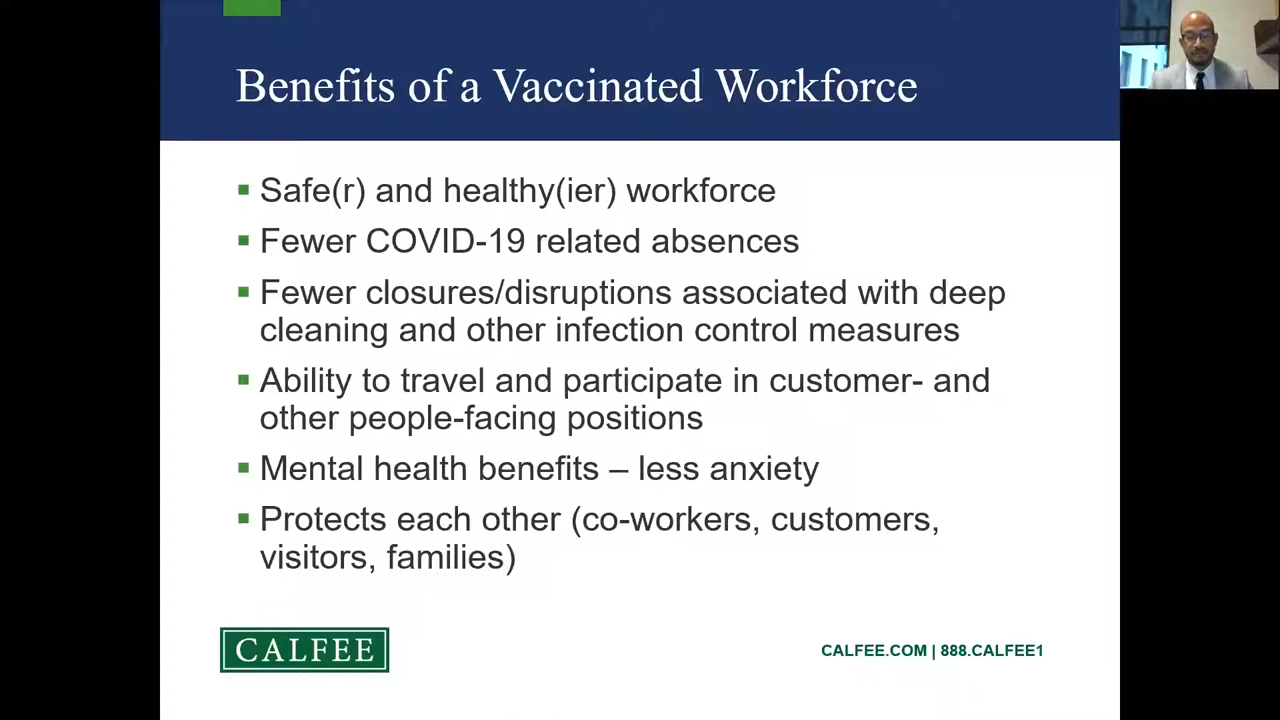 Benefits of a Vaccinated Workforce
▪ Safe(r) and healthy(ier) workforce
▪ Fewer COVID-19 related absences
▪ Fewer closures/disruptions associated with deep
cleaning and other infection control measures
▪ Ability to travel and participate in customer- and
other people-facing positions
▪ Mental health benefits – less anxiety
▪ Protects each other (co-workers, customers,
visitors, families)
CALFEE
CALFEE.COM | 888.CALFEE1